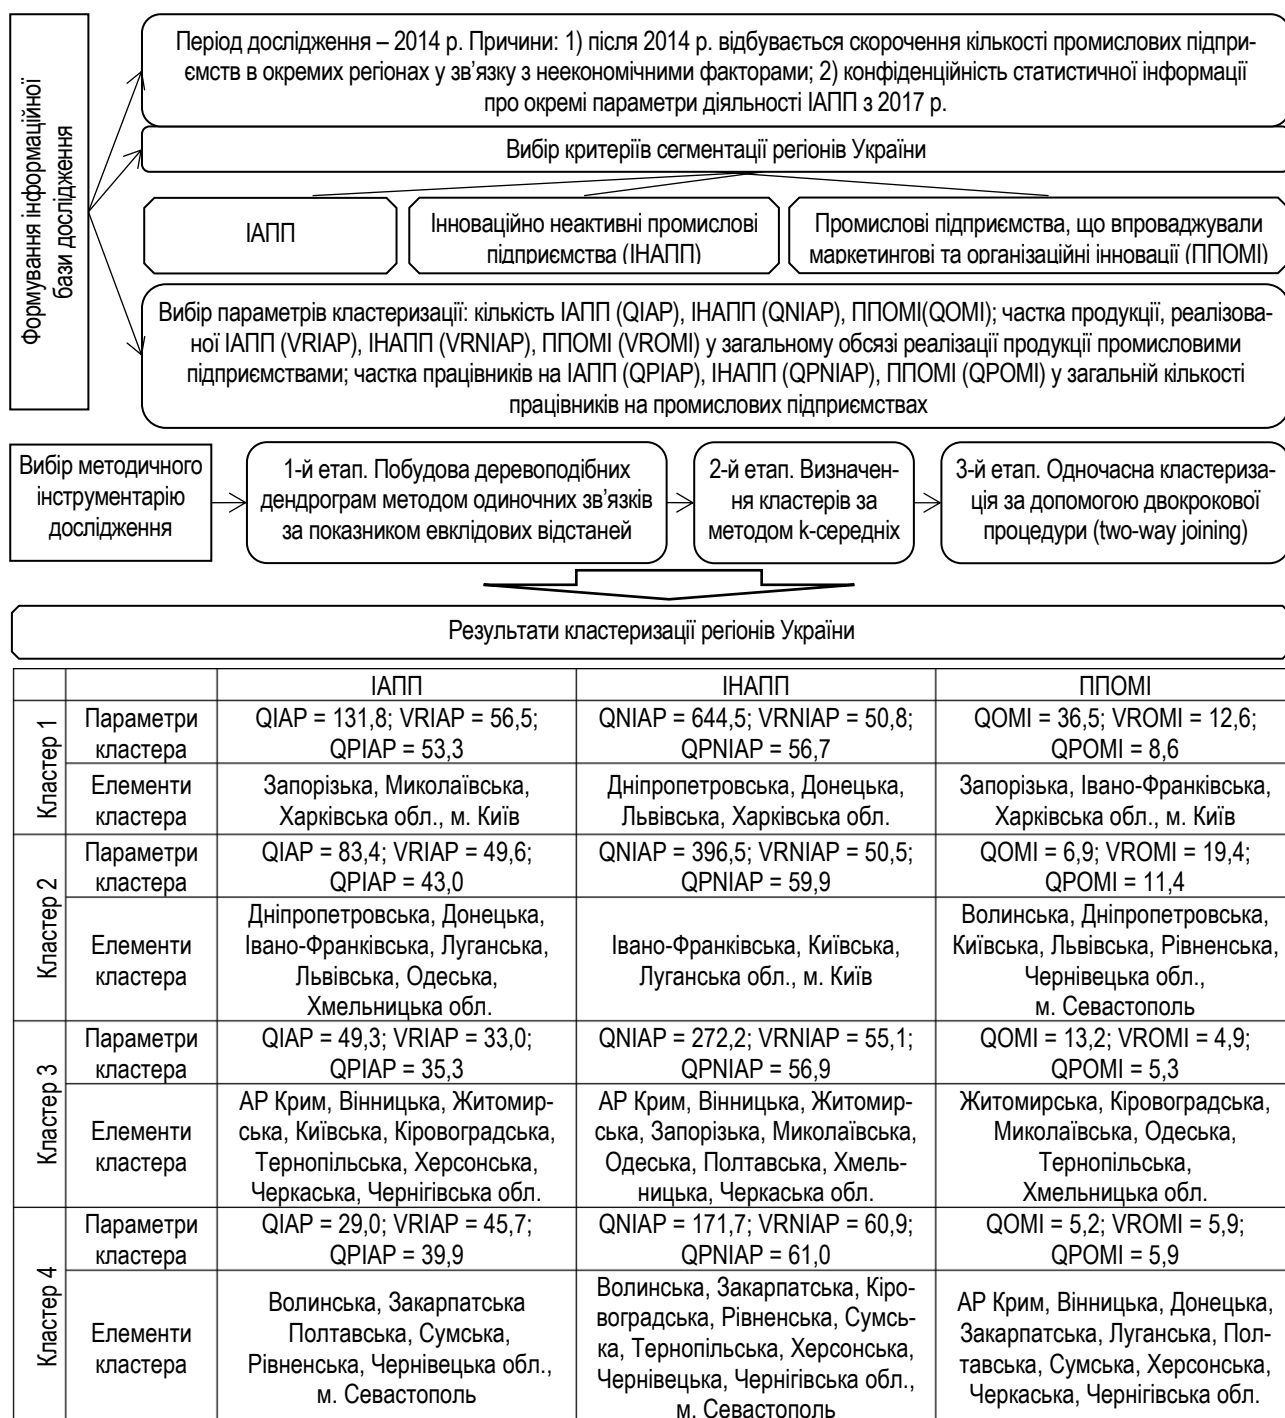 Формування інформаційної
бази дослідження
Період дослідження – 2014 р. Причини: 1) після 2014 р. відбувається скорочення кількості промислових підпри-
ємств в окремих регіонах у зв’язку з неекономічними факторами; 2) конфіденційність статистичної інформації
про окремі параметри діяльності ІАПП з 2017 р.
Вибір критеріїв сегментації регіонів України
ІАПП
Інноваційно неактивні промислові
підприємства (ІНАПП)
Промислові підприємства, що впроваджували
маркетингові та організаційні інновації (ППОМІ)
Вибір параметрів кластеризації: кількість ІАПП (QIAP), ІНАПП (QNIAP), ППОМІ(QOMI); частка продукції, реалізова-
ної ІАПП (VRIAP), ІНАПП (VRNIAP), ППОМІ (VROMI) у загальному обсязі реалізації продукції промисловими
підприємствами; частка працівників на ІАПП (QPIAP), ІНАПП (QPNIAP), ППОМІ (QPOMI) у загальній кількості
працівників на промислових підприємствах
Вибір методичного
інструментарію
дослідження
1-й етап. Побудова деревоподібних
дендрограм методом одиночних зв’язків
за показником евклідових відстаней
2-й етап. Визначен-
ня кластерів за
методом k-середніх
3-й етап. Одночасна кластериза-
ція за допомогою двокрокової
процедури (two-way joining)
Результати кластеризації регіонів України
ІАПП
ІНАПП
ППОМІ
Кластер 1
Параметри
кластера
QIAP = 131,8; VRIAP = 56,5;
QPIAP = 53,3
QNIAP = 644,5; VRNIAP = 50,8;
QPNIAP = 56,7
QOMI = 36,5; VROMI = 12,6;
QPOMI = 8,6
Елементи
кластера
Запорізька, Миколаївська,
Харківська обл., м. Київ
Дніпропетровська, Донецька,
Львівська, Харківська обл.
Запорізька, Івано-Франківська,
Харківська обл., м. Київ
Кластер 2
Параметри
кластера
QIAP = 83,4; VRIAP = 49,6;
QPIAP = 43,0
QNIAP = 396,5; VRNIAP = 50,5;
QPNIAP = 59,9
QOMI = 6,9; VROMI = 19,4;
QPOMI = 11,4
Елементи
кластера
Дніпропетровська, Донецька,
Івано-Франківська, Луганська,
Львівська, Одеська,
Хмельницька обл.
Івано-Франківська, Київська,
Луганська обл., м. Київ
Волинська, Дніпропетровська,
Київська, Львівська, Рівненська,
Чернівецька обл.,
м. Севастополь
Кластер 3
Параметри
кластера
QIAP = 49,3; VRIAP = 33,0;
QPIAP = 35,3
QNIAP = 272,2; VRNIAP = 55,1;
QPNIAP = 56,9
QOMI = 13,2; VROMI = 4,9;
QPOMI = 5,3
Елементи
кластера
АР Крим, Вінницька, Житомир-
ська, Київська, Кіровоградська,
Тернопільська, Херсонська,
Черкаська, Чернігівська обл.
АР Крим, Вінницька, Житомир-
ська, Запорізька, Миколаївська,
Одеська, Полтавська, Хмель-
ницька, Черкаська обл.
Житомирська, Кіровоградська,
Миколаївська, Одеська,
Тернопільська,
Хмельницька обл.
Кластер 4
Параметри
кластера
QIAP = 29,0; VRIAP = 45,7;
QPIAP = 39,9
QNIAP = 171,7; VRNIAP = 60,9;
QPNIAP = 61,0
QOMI = 5,2; VROMI = 5,9;
QPOMI = 5,9
Елементи
кластера
Волинська, Закарпатська
Полтавська, Сумська,
Рівненська, Чернівецька обл.,
м. Севастополь
Волинська, Закарпатська, Кіро-
воградська, Рівненська, Сумсь-
ка, Тернопільська, Херсонська,
Чернівецька, Чернігівська обл.,
м. Севастополь
АР Крим, Вінницька, Донецька,
Закарпатська, Луганська, Пол-
тавська, Сумська, Херсонська,
Черкаська, Чернігівська обл.